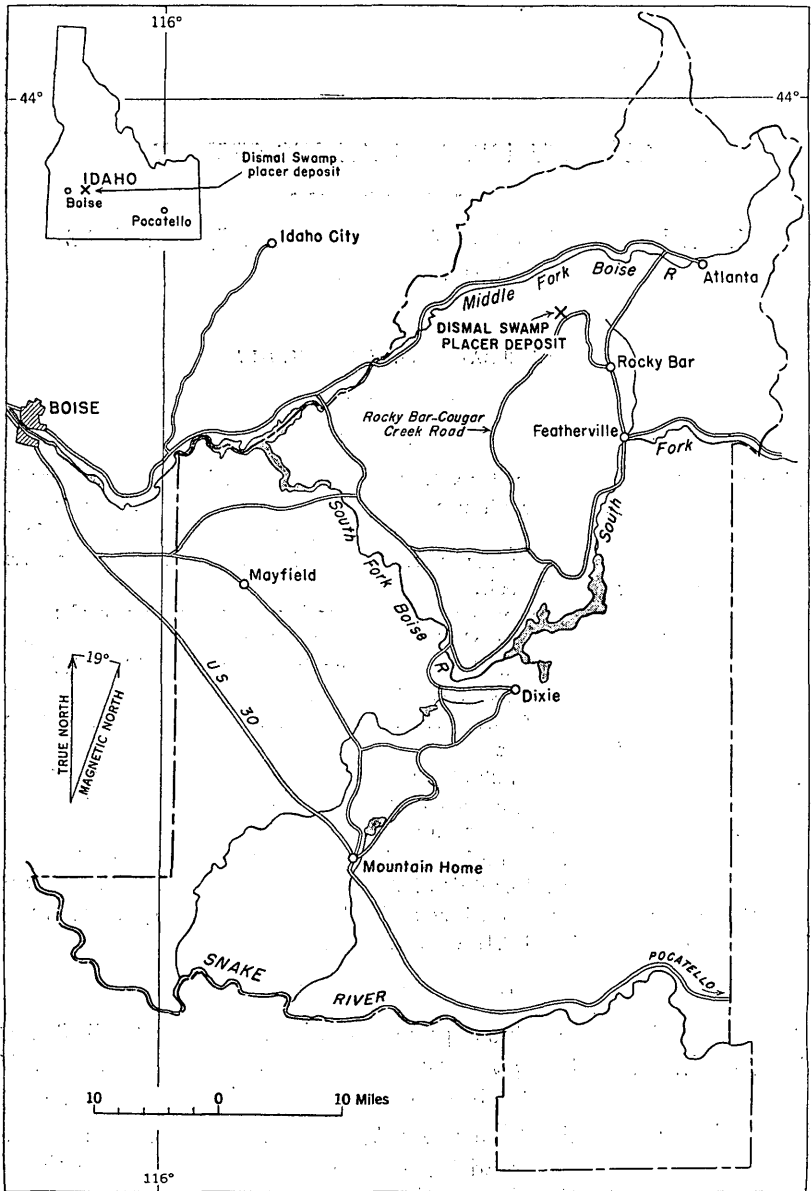 116°
44°
44°
Dismal Swamp
placer deposit
IDAHO
Boise
Pocatello
Idaho City
Middle Fork Boise R
Atlanta
DISMAL SWAMP
PLACER DEPOSIT
Rocky Bar
BOISE
Rocky Bar-Cougar
Creek Road
Featherville
South Fork
South Fork Boise R
Mayfield
19°
TRUE NORTH
MAGNETIC NORTH
US 30
Dixie
Mountain Home
SNAKE RIVER
POCATELLO
10 0 10 Miles
116°